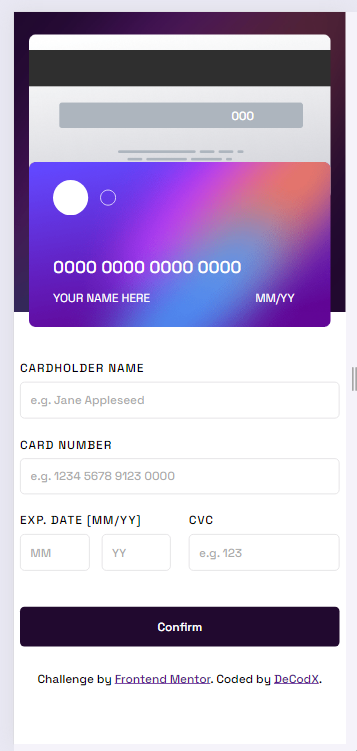 000
0000 0000 0000 0000
YOUR NAME HERE MM/YY
CARDHOLDER NAME
e.g. Jane Appleseed
CARD NUMBER
e.g. 1234 5678 9123 0000
EXP. DATE (MM/YY) CVC
MM YY e.g. 123
Confirm
Challenge by Frontend Mentor. Coded by DeCodX.